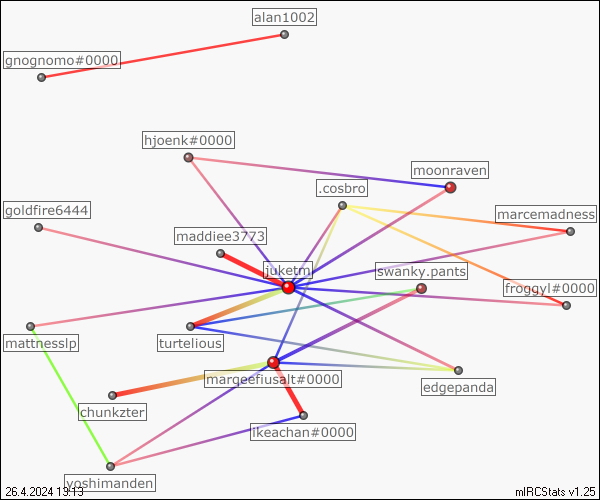 alan1002
gnognomo#0000
hjoenk#0000
moonraven
.cosbro
goldfire6444
marcemadness
maddiee3773
juketm
swanky.pants
froggyl#0000
mattnesslp
turtelious
marqeefiusalt#0000
edgepanda
chunkzter
ikeachan#0000
yoshimanden
26.4.2024 19:13
mIRCStats v1.25